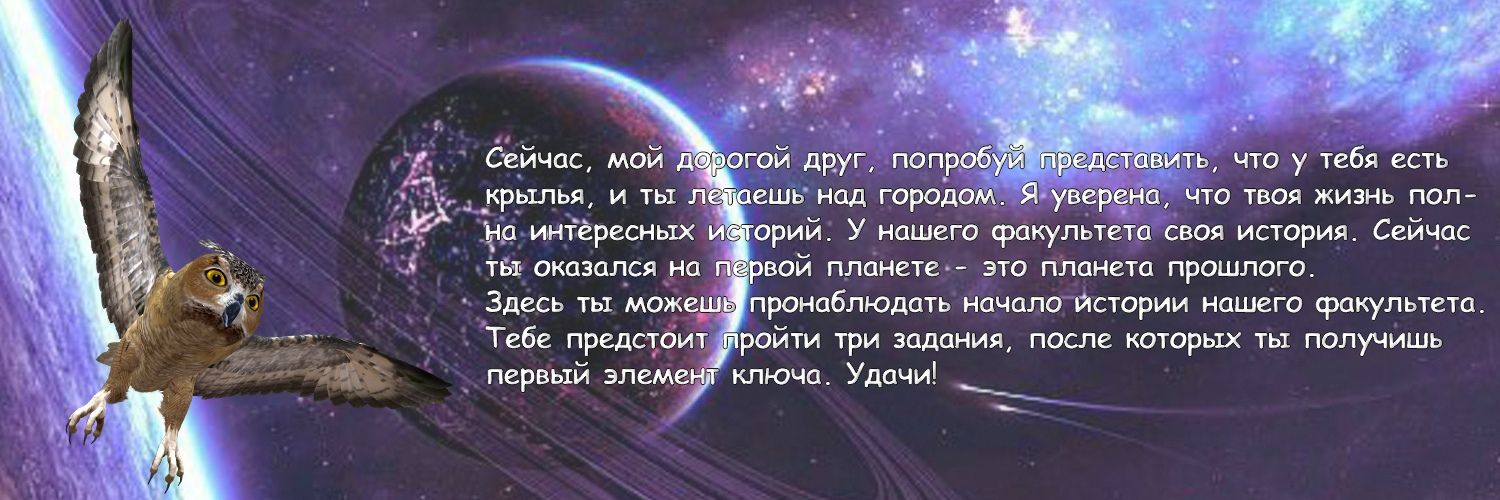 Сейчас, мой дорогой друг, попробуй представить, что у тебя есть
крылья, и ты летаешь над городом. Я уверена, что твоя жизнь пол-
на интересных историй. У нашего факультета своя история. Сейчас
ты оказался на первой планете - это планета прошлого.
Здесь ты можешь пронаблюдать начало истории нашего факультета.
Тебе предстоит пройти три задания, после которых ты получишь
первый элемент ключа. Удачи!